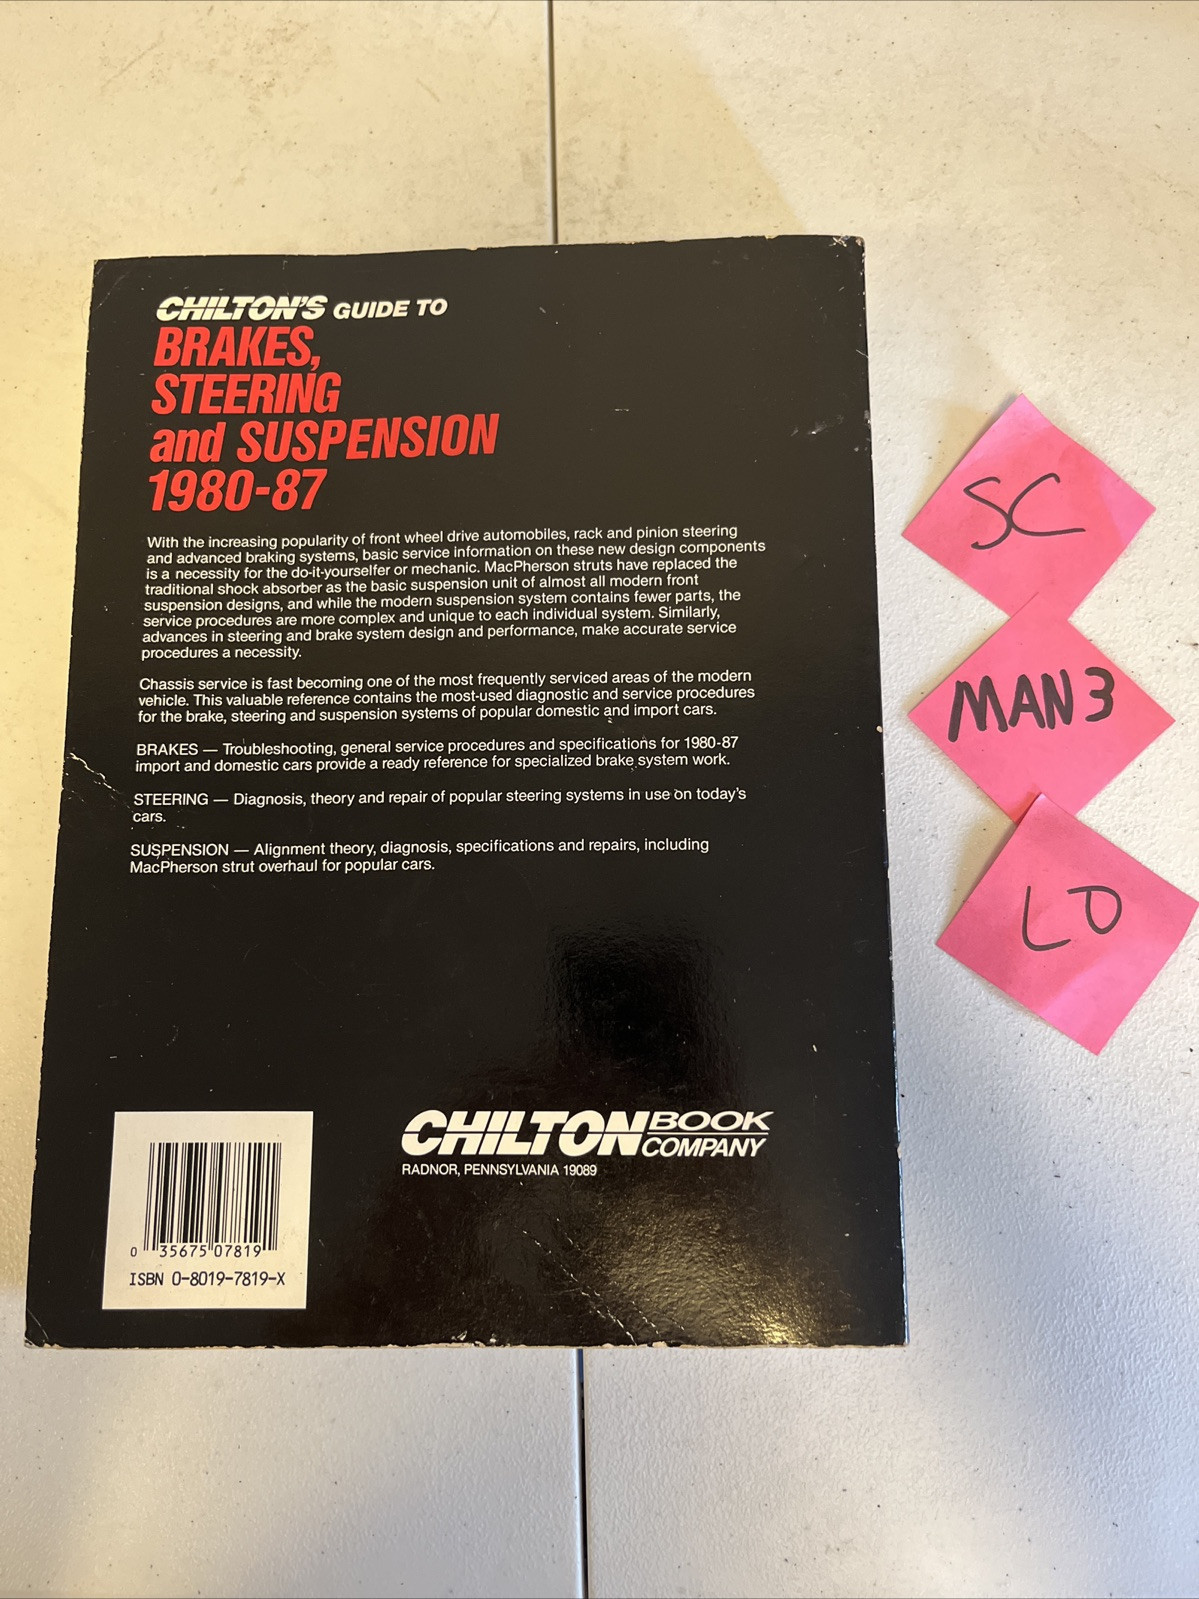 CHILTON'S GUIDE TO
BRAKES,
STEERING
and SUSPENSION
1980-87
With the increasing popularity of front wheel drive automobiles, rack and pinion steering
and advanced braking systems, basic service information on these new design components
is a necessity for the do-it-yourselfer or mechanic. MacPherson struts have replaced the
traditional shock absorber as the basic suspension unit of almost all modern front
suspension designs, and while the modern suspension system contains fewer parts, the
service procedures are more complex and unique to each individual system. Similarly,
advances in steering and brake system design and performance, make accurate service
procedures a necessity.
Chassis service is fast becoming one of the most frequently serviced areas of the modern
vehicle. This valuable reference contains the most-used diagnostic and service procedures
for the brake, steering and suspension systems of popular domestic and import cars.
BRAKES — Troubleshooting, general service procedures and specifications for 1980-87
import and domestic cars provide a ready reference for specialized brake system work.
STEERING — Diagnosis, theory and repair of popular steering systems in use on today's
cars.
SUSPENSION — Alignment theory, diagnosis, specifications and repairs, including
MacPherson strut overhaul for popular cars.
CHILTON BOOK COMPANY
RADNOR, PENNSYLVANIA 19089
0 35675 07819
ISBN 0-8019-7819-X
SC
MAN 3
LO